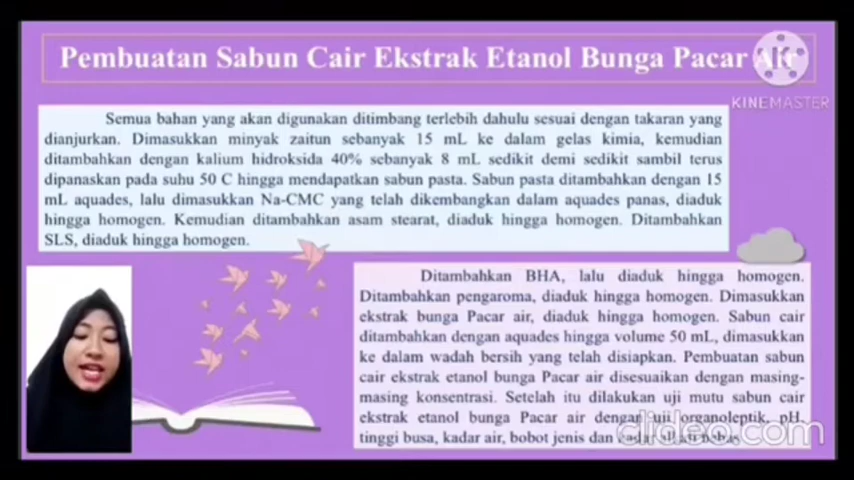 Pembuatan Sabun Cair Ekstrak Etanol Bunga Pacar Air
KINEMASTER
Semua bahan yang akan digunakan ditimbang terlebih dahulu sesuai dengan takaran yang
dianjurkan. Dimasukkan minyak zaitun sebanyak 15 mL ke dalam gelas kimia, kemudian
ditambahkan dengan kalium hidroksida 40% sebanyak 8 mL sedikit demi sedikit sambil terus
dipanaskan pada suhu 50 C hingga mendapatkan sabun pasta. Sabun pasta ditambahkan dengan 15
mL aquades, lalu dimasukkan Na-CMC yang telah dikembangkan dalam aquades panas, diaduk
hingga homogen. Kemudian ditambahkan asam stearat, diaduk hingga homogen. Ditambahkan
SLS, diaduk hingga homogen.
Ditambahkan BHA, lalu diaduk hingga homogen.
Ditambahkan pengaroma, diaduk hingga homogen. Dimasukkan
ekstrak bunga Pacar air, diaduk hingga homogen. Sabun cair
ditambahkan dengan aquades hingga volume 50 mL, dimasukkan
ke dalam wadah bersih yang telah disiapkan. Pembuatan sabun
cair ekstrak etanol bunga Pacar air disesuaikan dengan masing-
masing konsentrasi. Setelah itu dilakukan uji mutu sabun cair
ekstrak etanol bunga Pacar air dengan uji organoleptik, pH,
tinggi busa, kadar air, bobot jenis dan kadar alkali bebas.
clideo.com